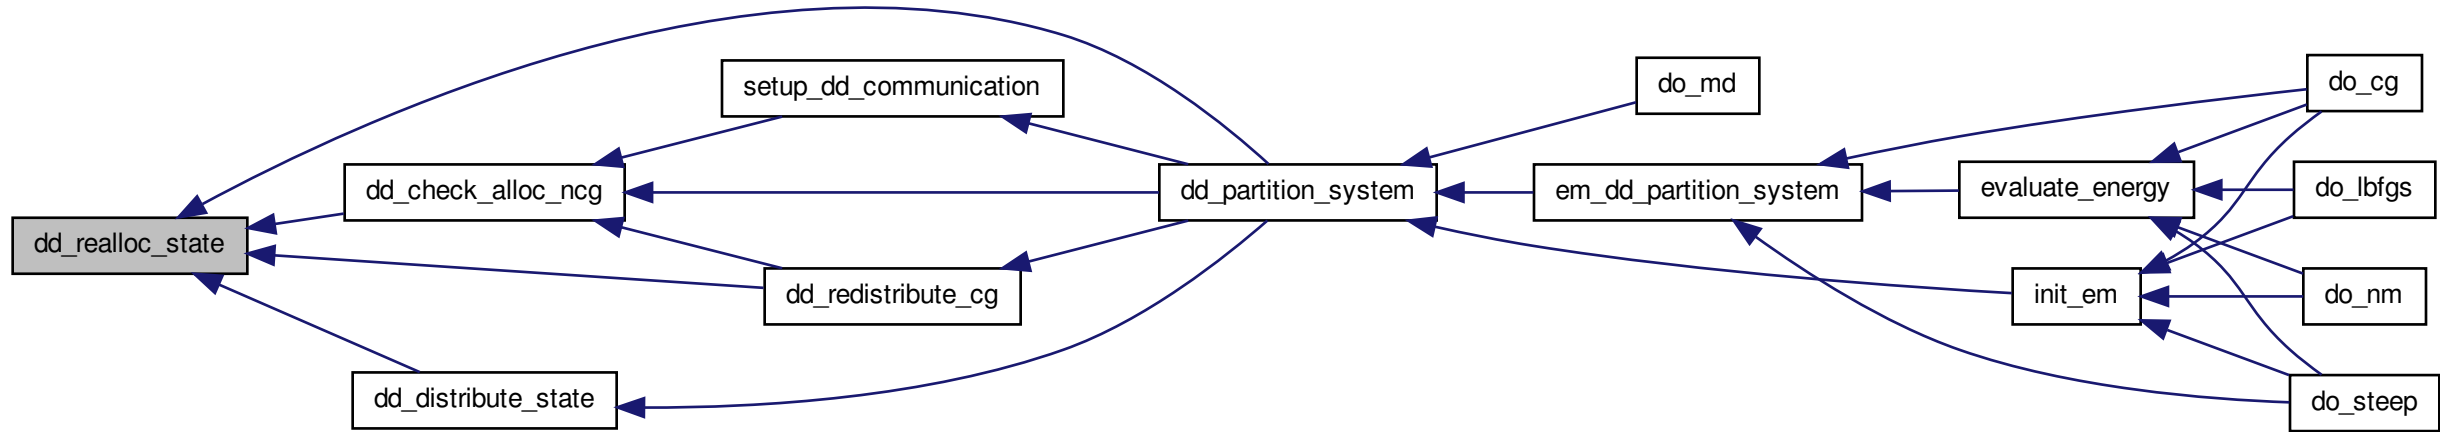 dd_realloc_state
dd_check_alloc_ncg
dd_distribute_state
setup_dd_communication
dd_redistribute_cg
dd_partition_system
do_md
em_dd_partition_system
evaluate_energy
init_em
do_cg
do_lbfgs
do_nm
do_steep